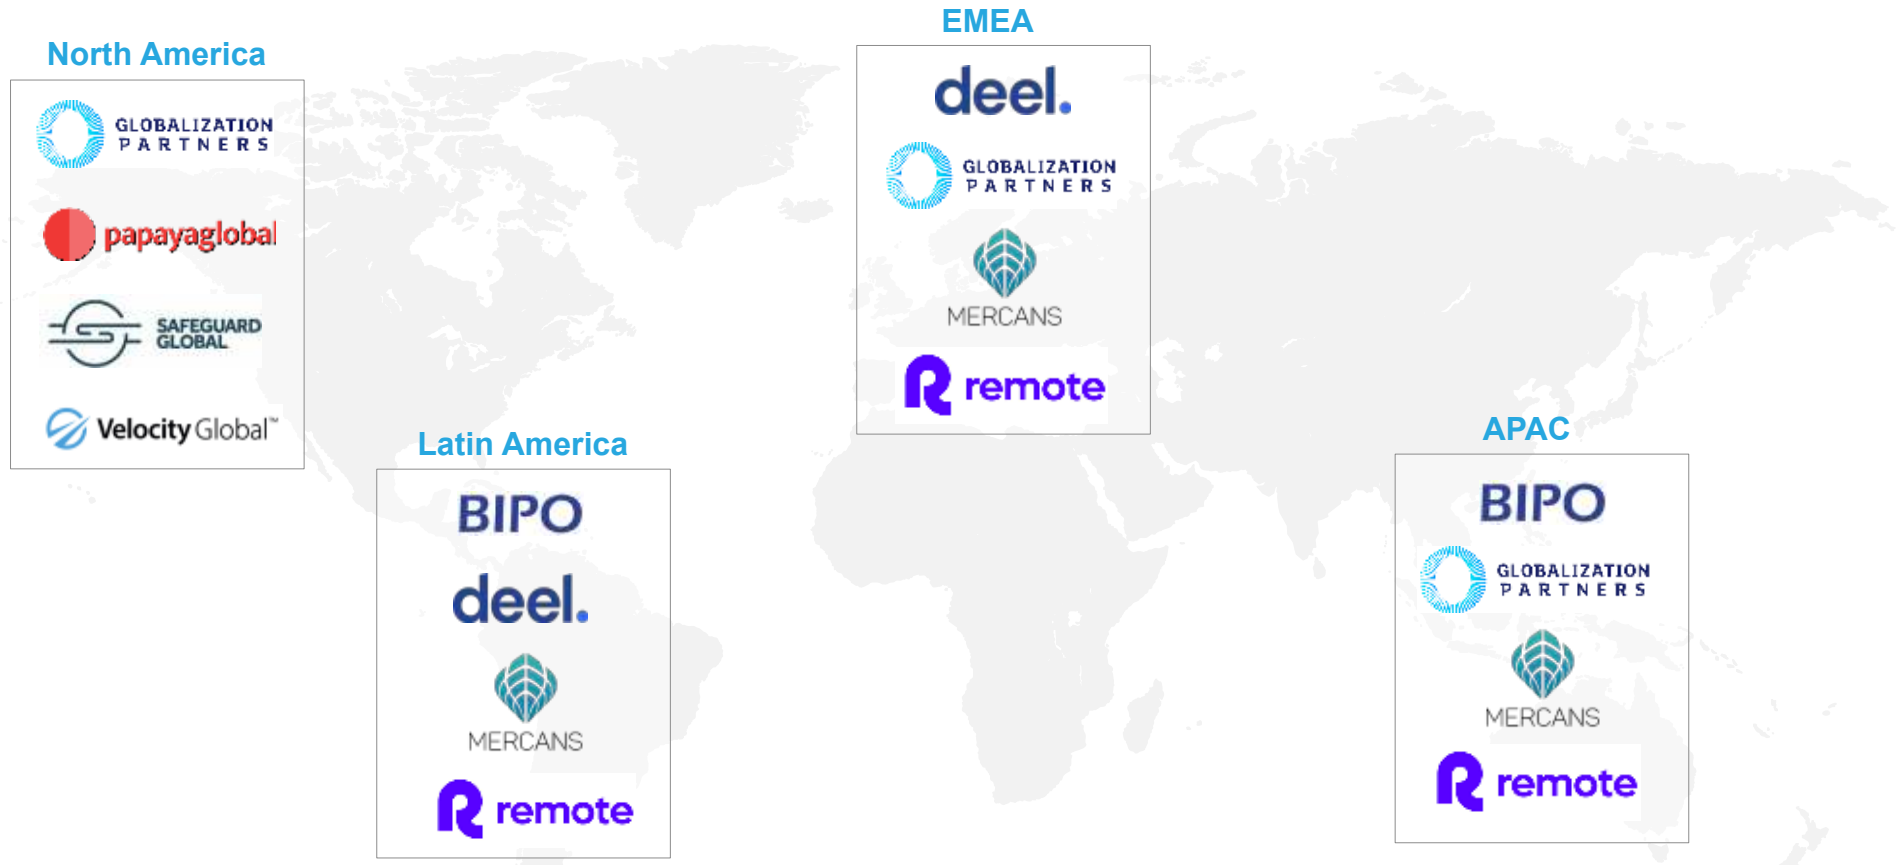 North America
GLOBALIZATION
PARTNERS
papayaglobal
SAFEGUARD
GLOBAL
Velocity Global™
Latin America
BIPO
deel.
MERCANS
remote
EMEA
deel.
GLOBALIZATION
PARTNERS
MERCANS
remote
APAC
BIPO
GLOBALIZATION
PARTNERS
MERCANS
remote